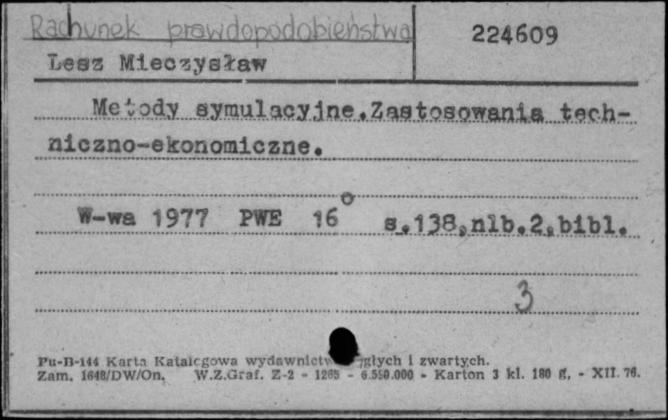 Rachunek prawdopodobieństwa
224609
Lesz Mieczysław
Metody symulacyjne.Zastosowania tech-
niczno-ekonomiczne.
W-wa 1977 PWE 16° s.138,nlb.2,bibl.
3
Pu-B-144 Karta Katalogowa i zwartych.
Zam. 1648/DW/On. W.Z.Graf. Z-2 - 1265 - 6.550.000 - Karton 3 kl. 180 g. - XII. 76.